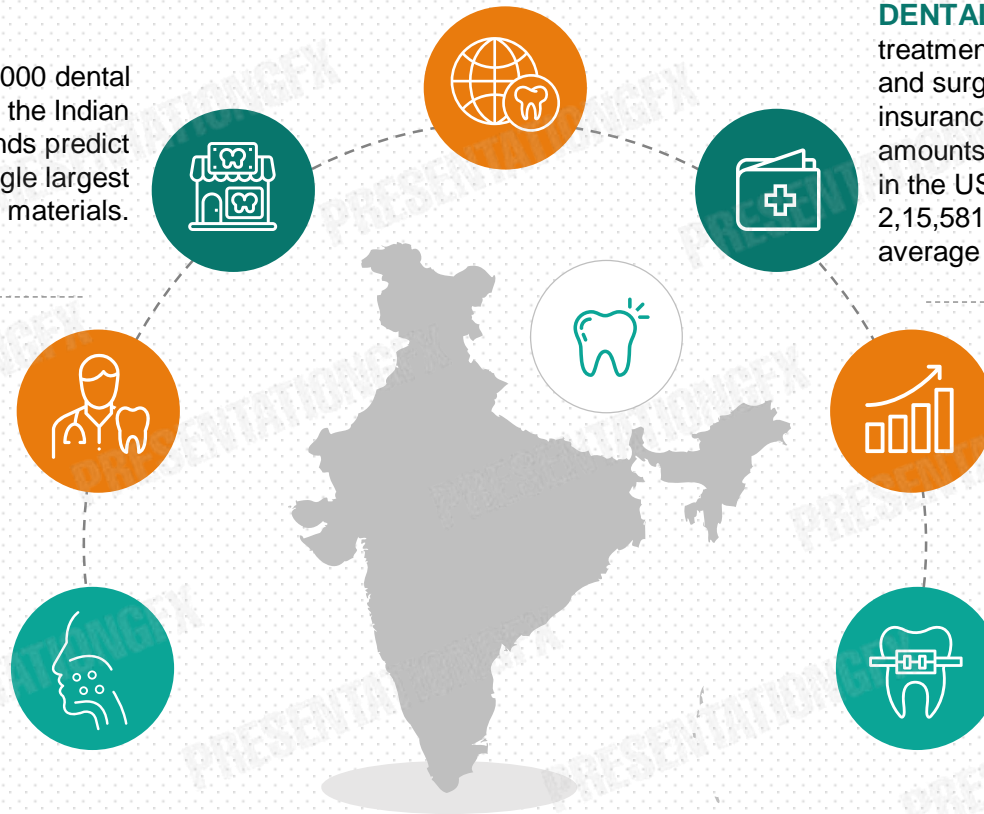 000 dental
the Indian
nds predict
gle largest
materials.
DENTAL
treatmen
and surg
insuranc
amounts
in the US
2,15,581
average
PRESENTATIONGFX